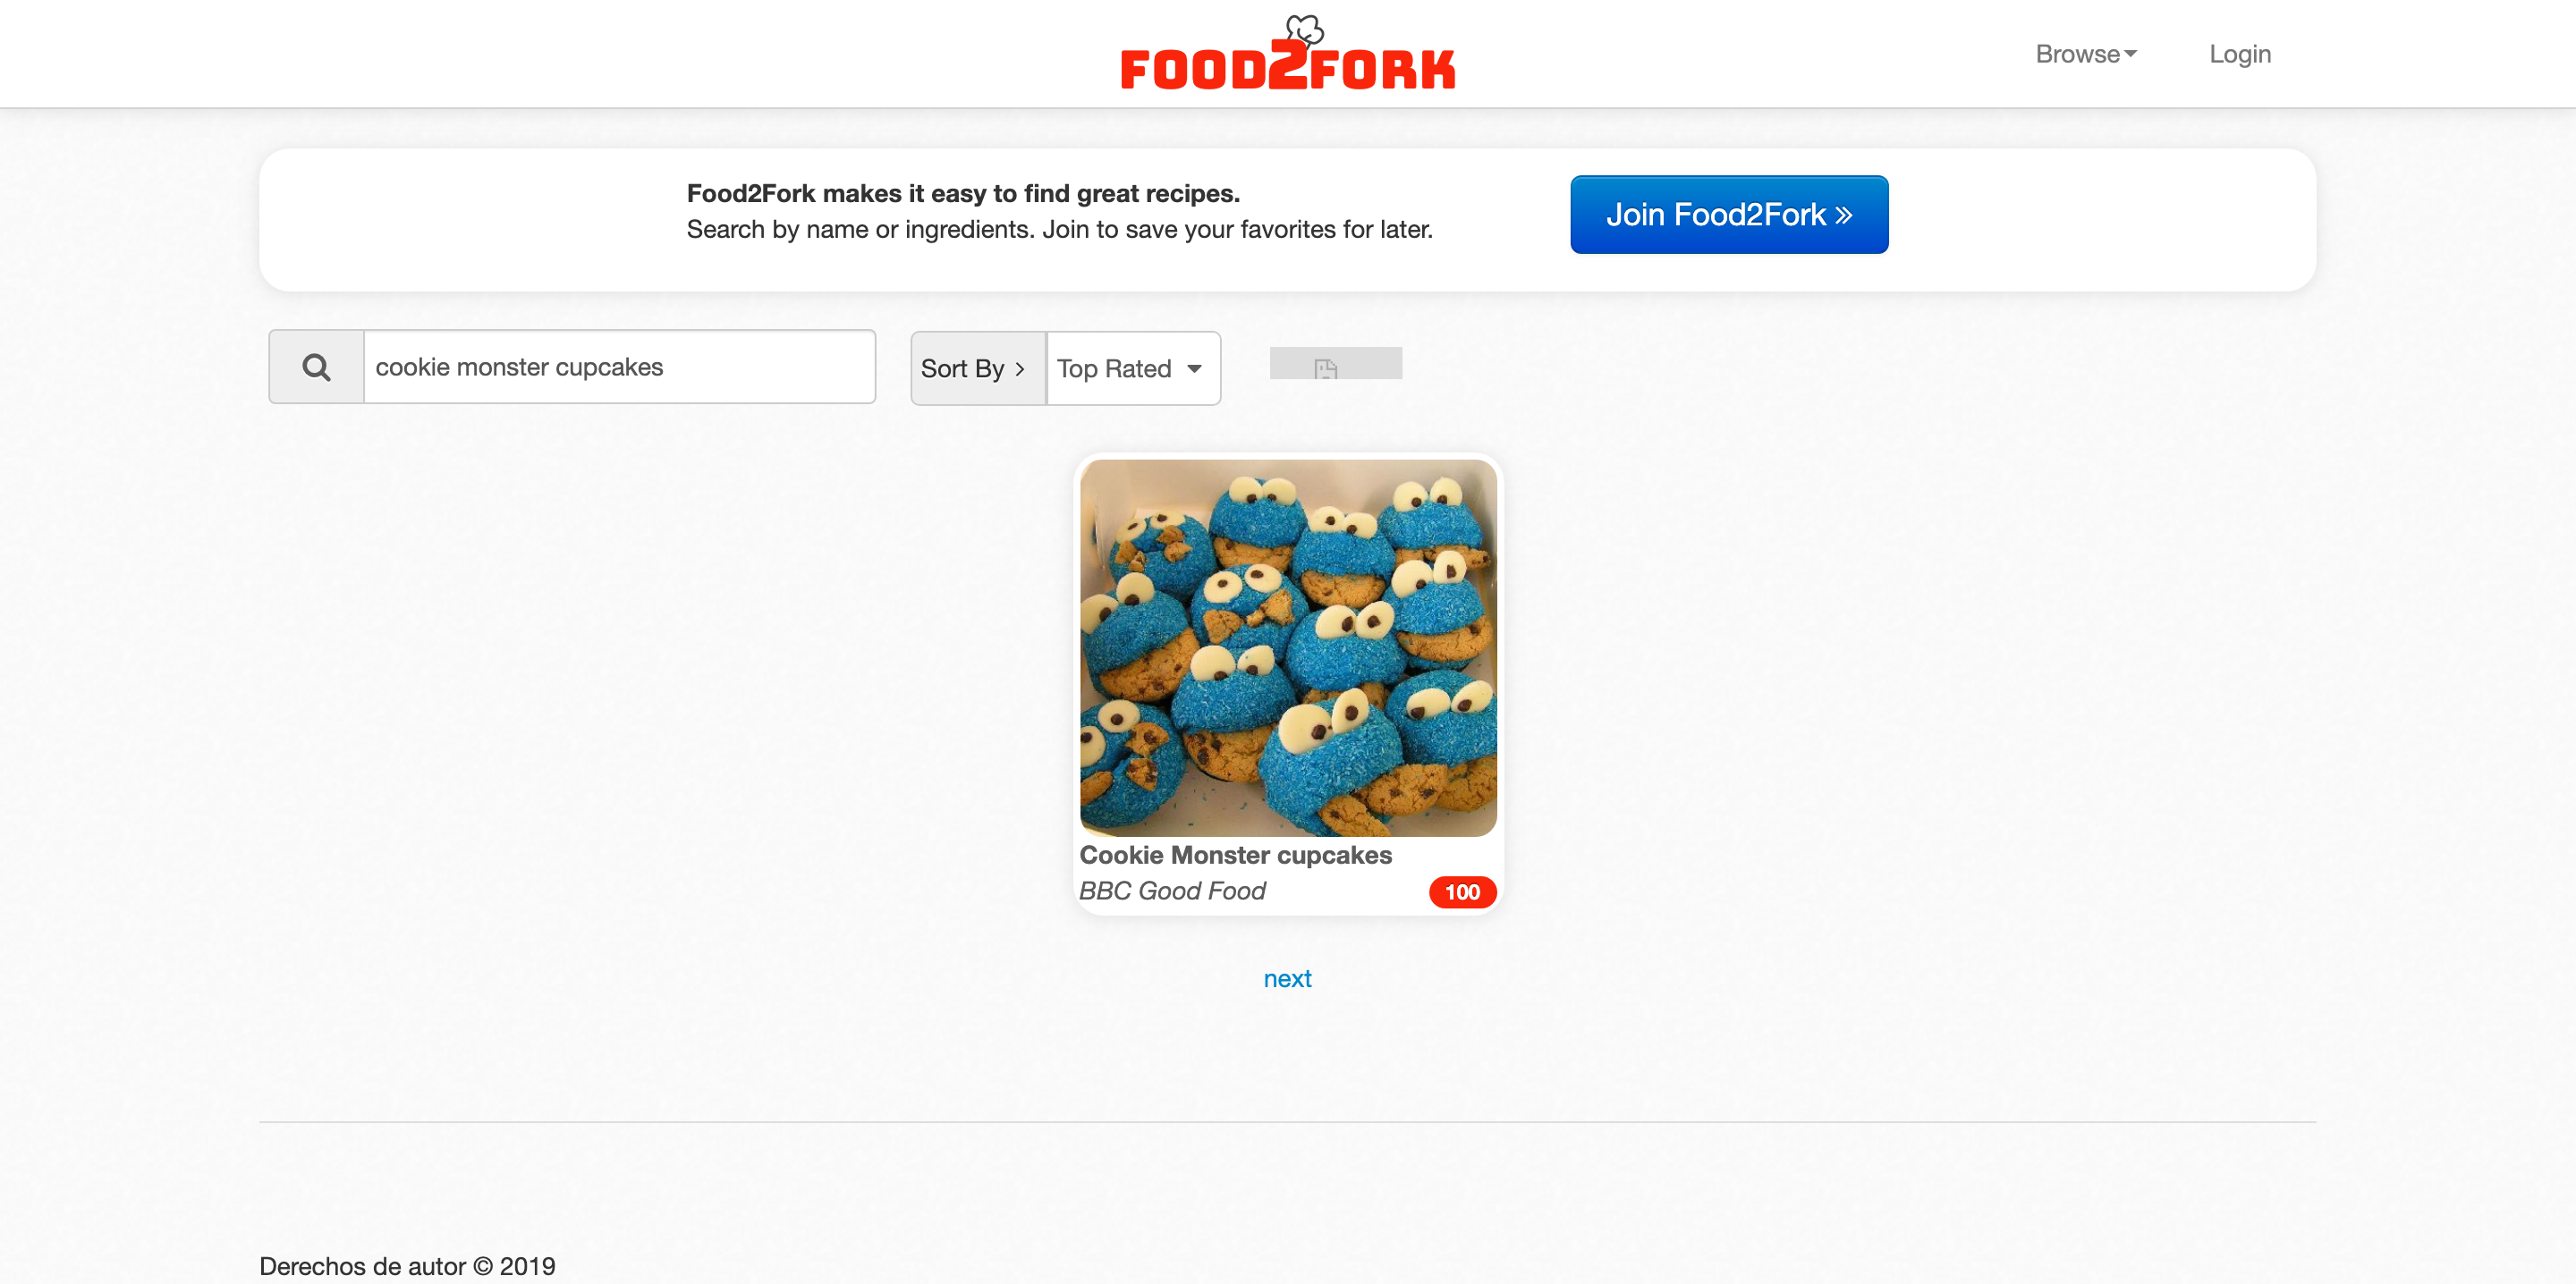 FOOD2FORK
Browse
Login
Food2Fork makes it easy to find great recipes.
Search by name or ingredients. Join to save your favorites for later.
Join Food2Fork »
cookie monster cupcakes
Sort By >
Top Rated
Cookie Monster cupcakes
BBC Good Food
100
next
Derechos de autor © 2019